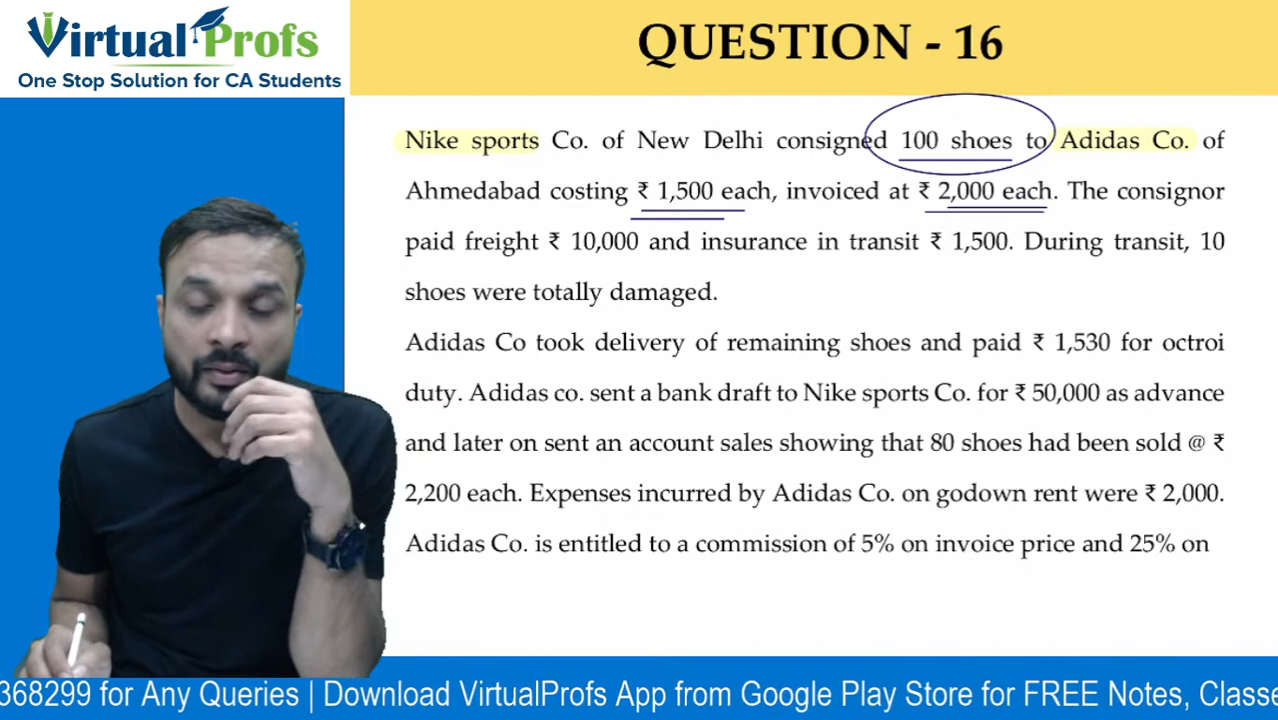 Virtual Profs
One Stop Solution for CA Students
QUESTION - 16
Nike sports Co. of New Delhi consigned 100 shoes to Adidas Co. of
Ahmedabad costing ₹ 1,500 each, invoiced at ₹ 2,000 each. The consignor
paid freight ₹ 10,000 and insurance in transit ₹ 1,500. During transit, 10
shoes were totally damaged.
Adidas Co took delivery of remaining shoes and paid ₹ 1,530 for octroi
duty. Adidas co. sent a bank draft to Nike sports Co. for ₹ 50,000 as advance
and later on sent an account sales showing that 80 shoes had been sold @ ₹
2,200 each. Expenses incurred by Adidas Co. on godown rent were ₹ 2,000.
Adidas Co. is entitled to a commission of 5% on invoice price and 25% on
368299 for Any Queries | Download VirtualProfs App from Google Play Store for FREE Notes, Classe